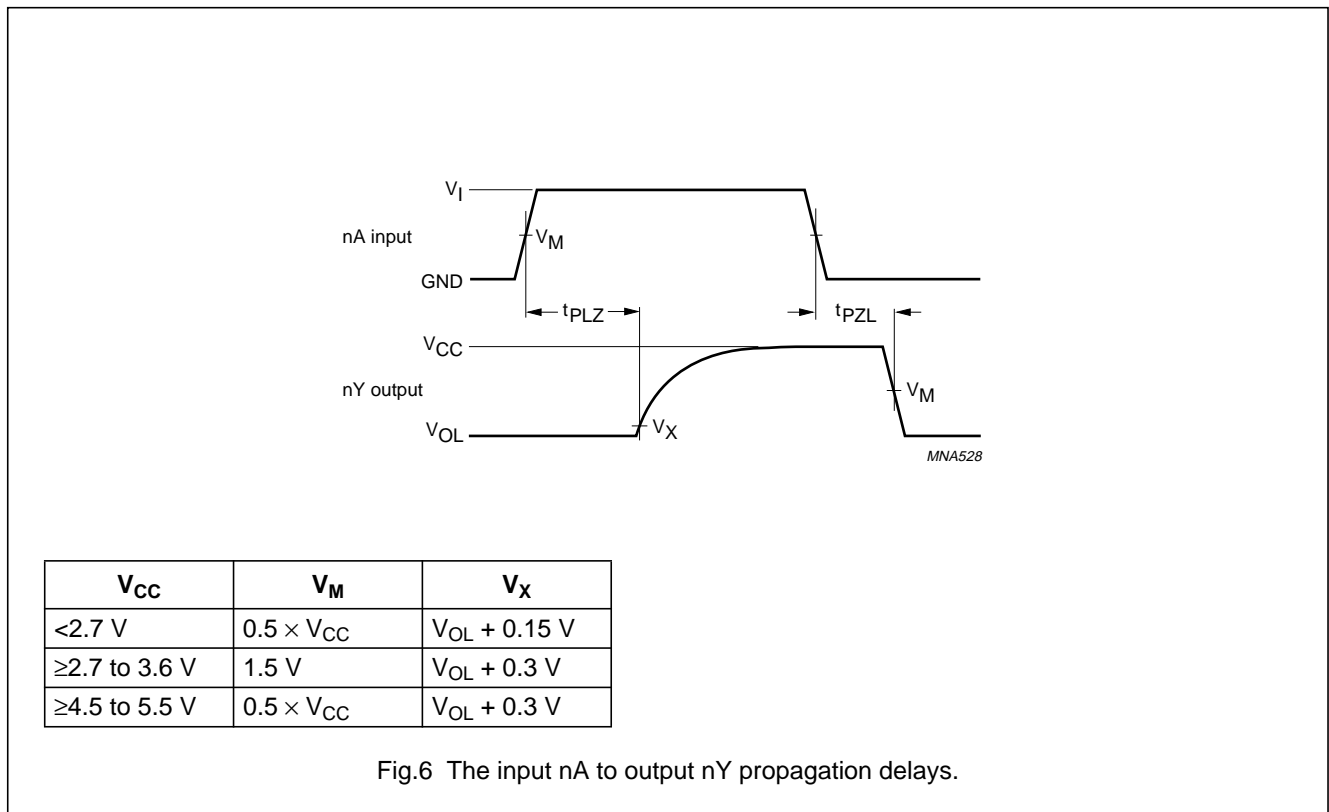 VI
nA input
VM
GND
tPLZ
tPZL
VCC
nY output
VM
VOL
VX
MNA528
VCC VM VX
<2.7 V 0.5 × VCC VOL + 0.15 V
≥2.7 to 3.6 V 1.5 V VOL + 0.3 V
≥4.5 to 5.5 V 0.5 × VCC VOL + 0.3 V
Fig.6 The input nA to output nY propagation delays.